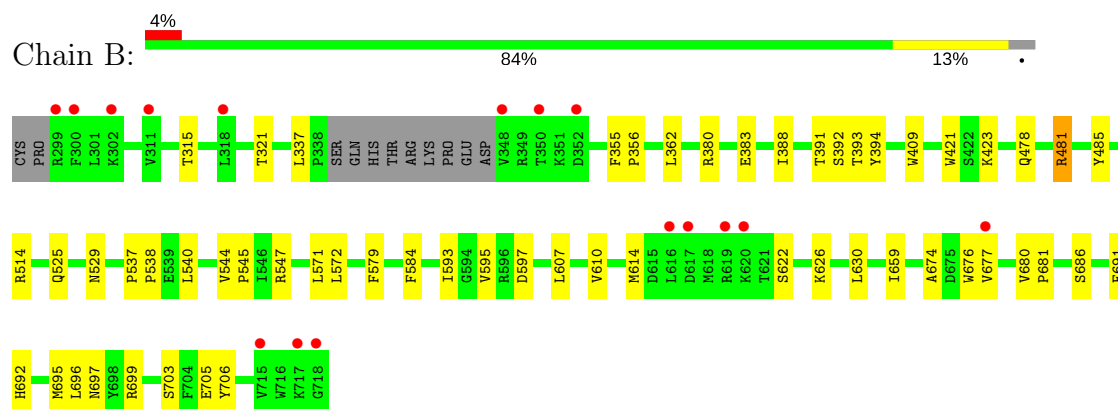 4%
Chain B:
84%
13%
•
CYS PRO R299 F300 L301 K302 V311 T315 L318 T321 L337 P338 SER GLN HIS THR ARG LYS PRO GLU ASP V348 R349 T350 K351 D352 F355 P356 L362 R380 E383 I388 T391 S392 T393 Y394 W409 W421 S422 K423 Q478 R481 Y485
R514 Q525 N529 P537 P538 E539 L540 V544 P545 I546 R547 L571 L572 F579 F584 I593 G594 V595 R596 D597 L607 V610 M614 D615 L616 D617 M618 R619 K620 T621 S622 K626 L630 I659 A674 D675 W676 V677 V680 P681 S686
H692 M695 L696 N697 Y698 R699 S703 F704 E705 Y706 V715 W716 K717 G718